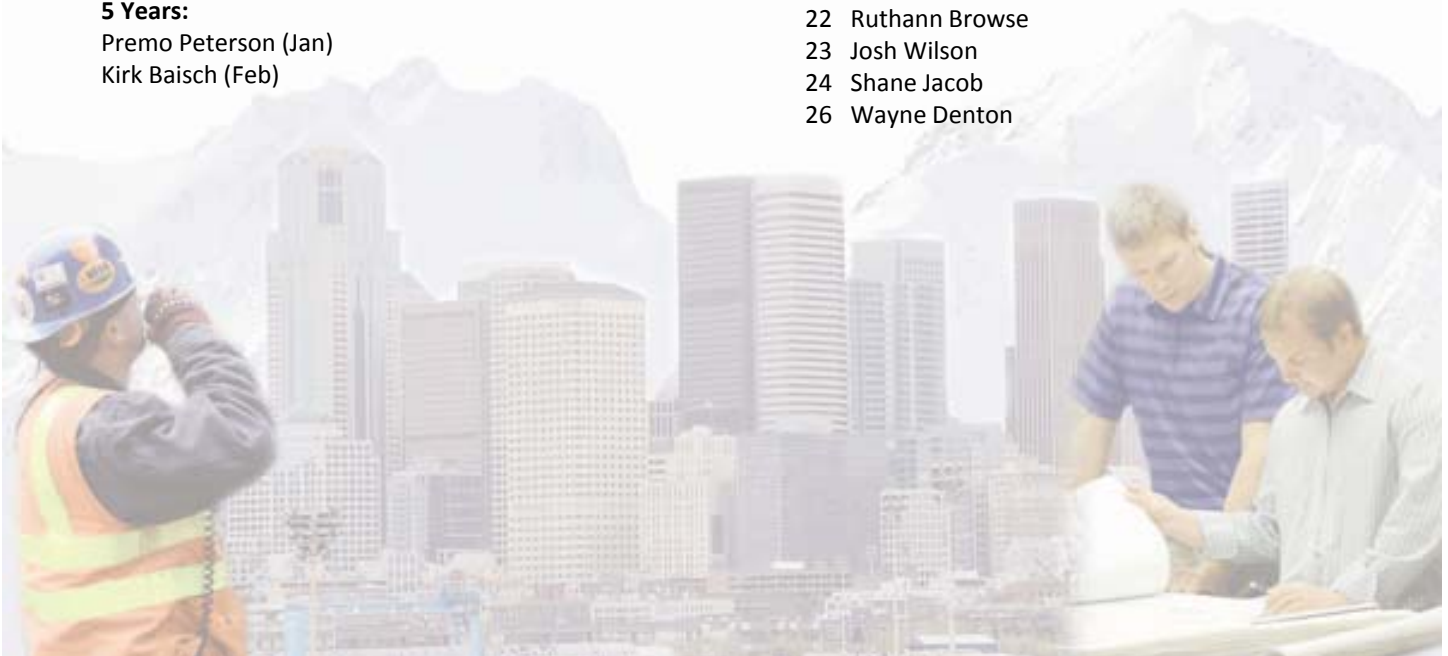 5 Years:
Premo Peterson (Jan)
Kirk Baisch (Feb)
22 Ruthann Browse
23 Josh Wilson
24 Shane Jacob
26 Wayne Denton